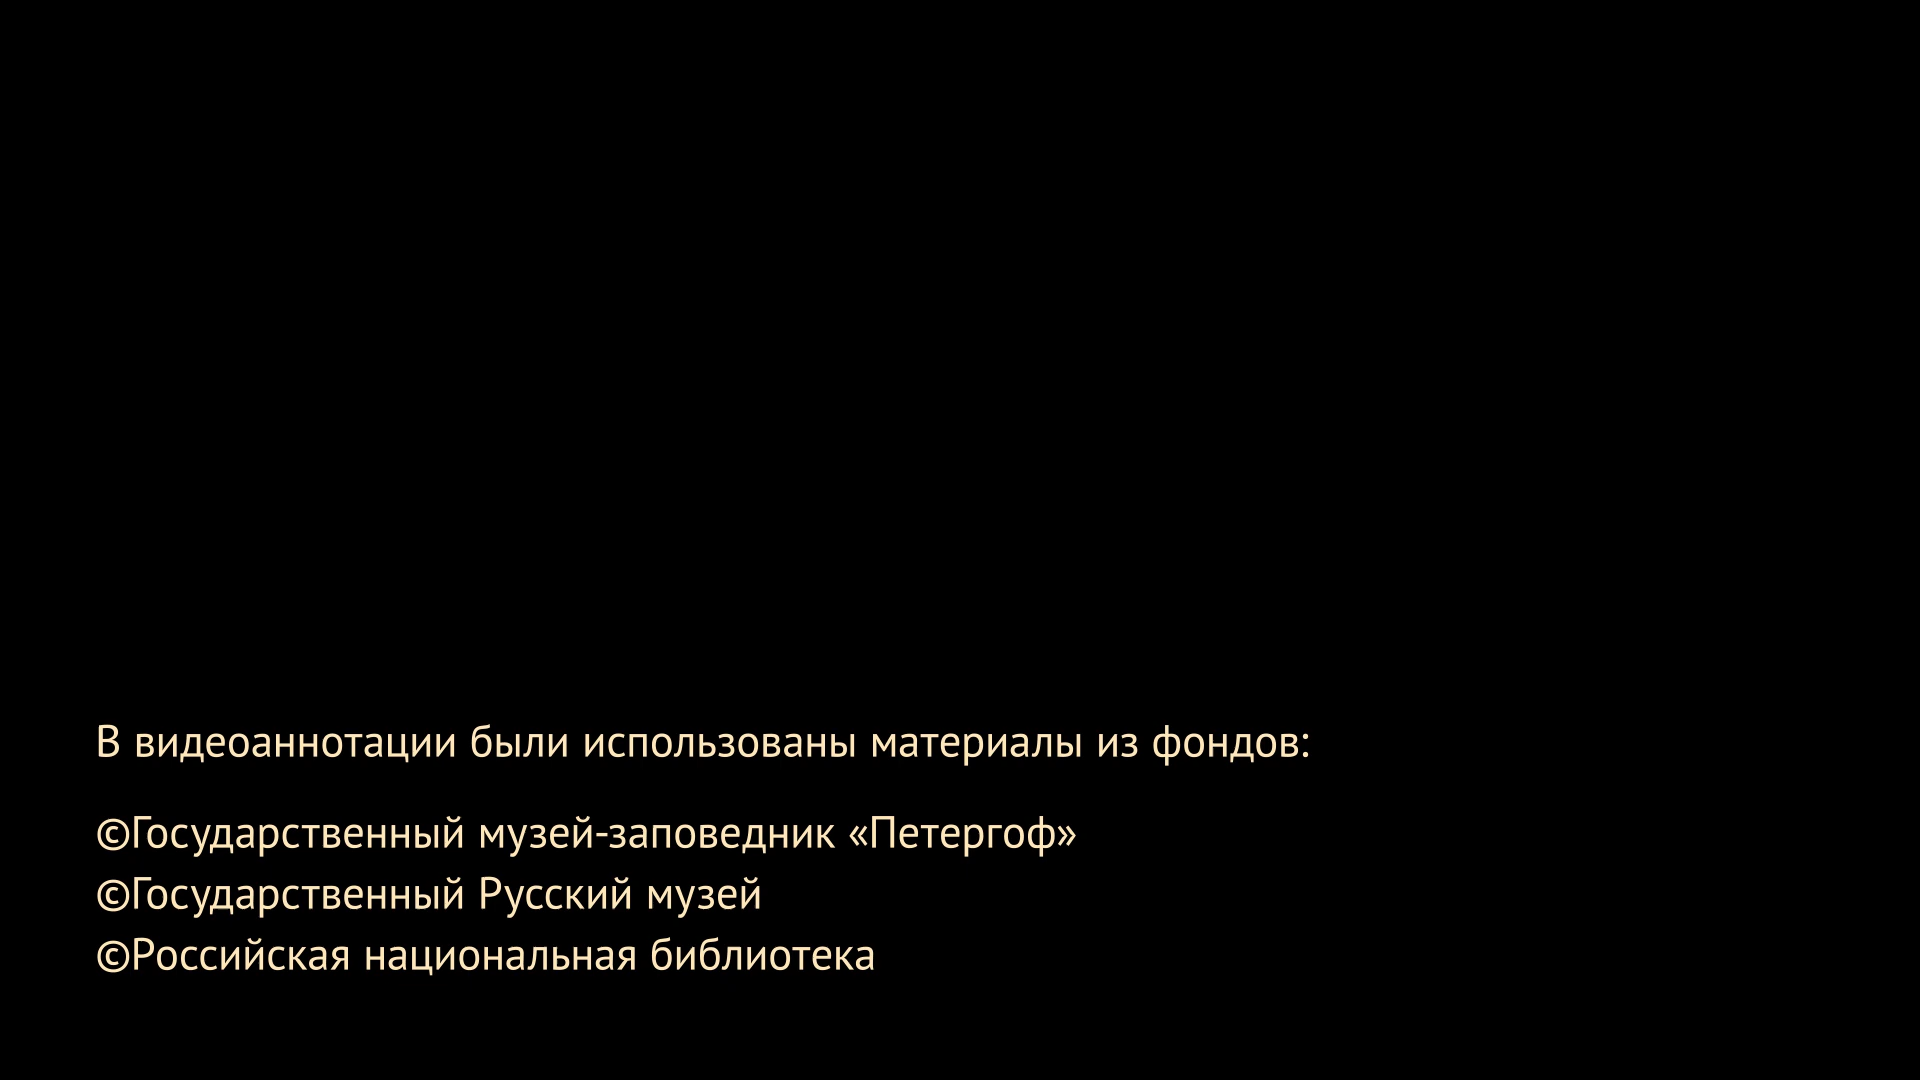 В видеоаннотации были использованы материалы из фондов:
©Государственный музей-заповедник «Петергоф»
©Государственный Русский музей
©Российская национальная библиотека